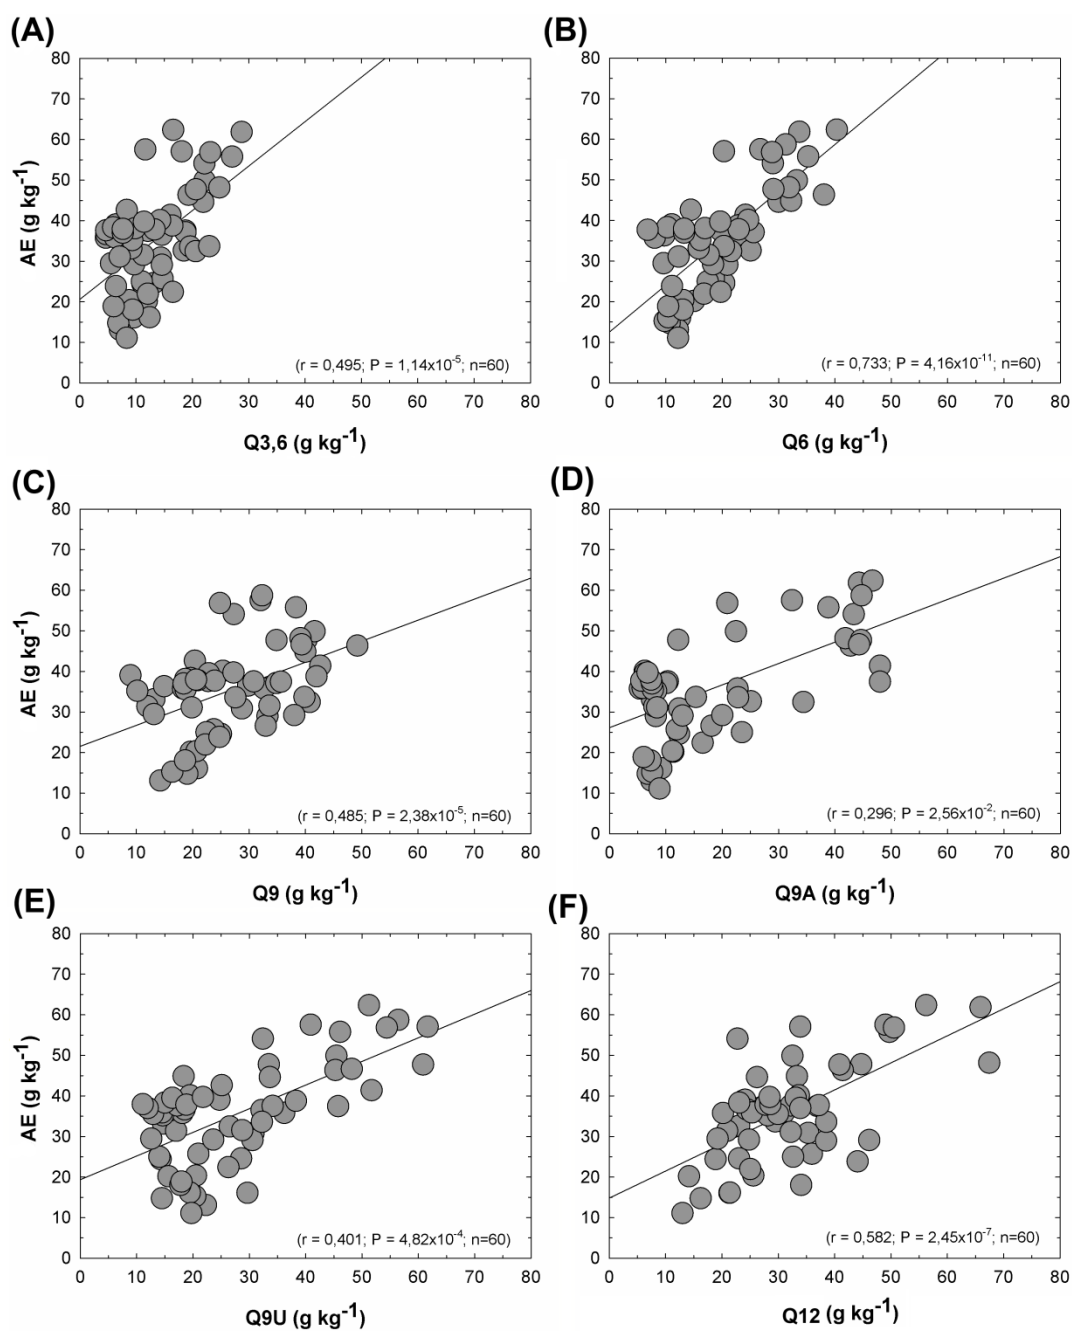 (A)
80
70
60
50
40
30
20
10
0
AE (g kg⁻¹)
(r = 0,495; P = 1,14x10⁻⁵; n=60)
0 10 20 30 40 50 60 70 80
Q3,6 (g kg⁻¹)
(B)
80
70
60
50
40
30
20
10
0
(r = 0,733; P = 4,16x10⁻¹¹; n=60)
0 10 20 30 40 50 60 70 80
Q6 (g kg⁻¹)
(C)
80
70
60
50
40
30
20
10
0
AE (g kg⁻¹)
(r = 0,485; P = 2,38x10⁻⁵; n=60)
0 10 20 30 40 50 60 70 80
Q9 (g kg⁻¹)
(D)
80
70
60
50
40
30
20
10
0
(r = 0,296; P = 2,56x10⁻²; n=60)
0 10 20 30 40 50 60 70 80
Q9A (g kg⁻¹)
(E)
80
70
60
50
40
30
20
10
0
AE (g kg⁻¹)
(r = 0,401; P = 4,82x10⁻⁴; n=60)
0 10 20 30 40 50 60 70 80
Q9U (g kg⁻¹)
(F)
80
70
60
50
40
30
20
10
0
(r = 0,582; P = 2,45x10⁻⁷; n=60)
0 10 20 30 40 50 60 70 80
Q12 (g kg⁻¹)